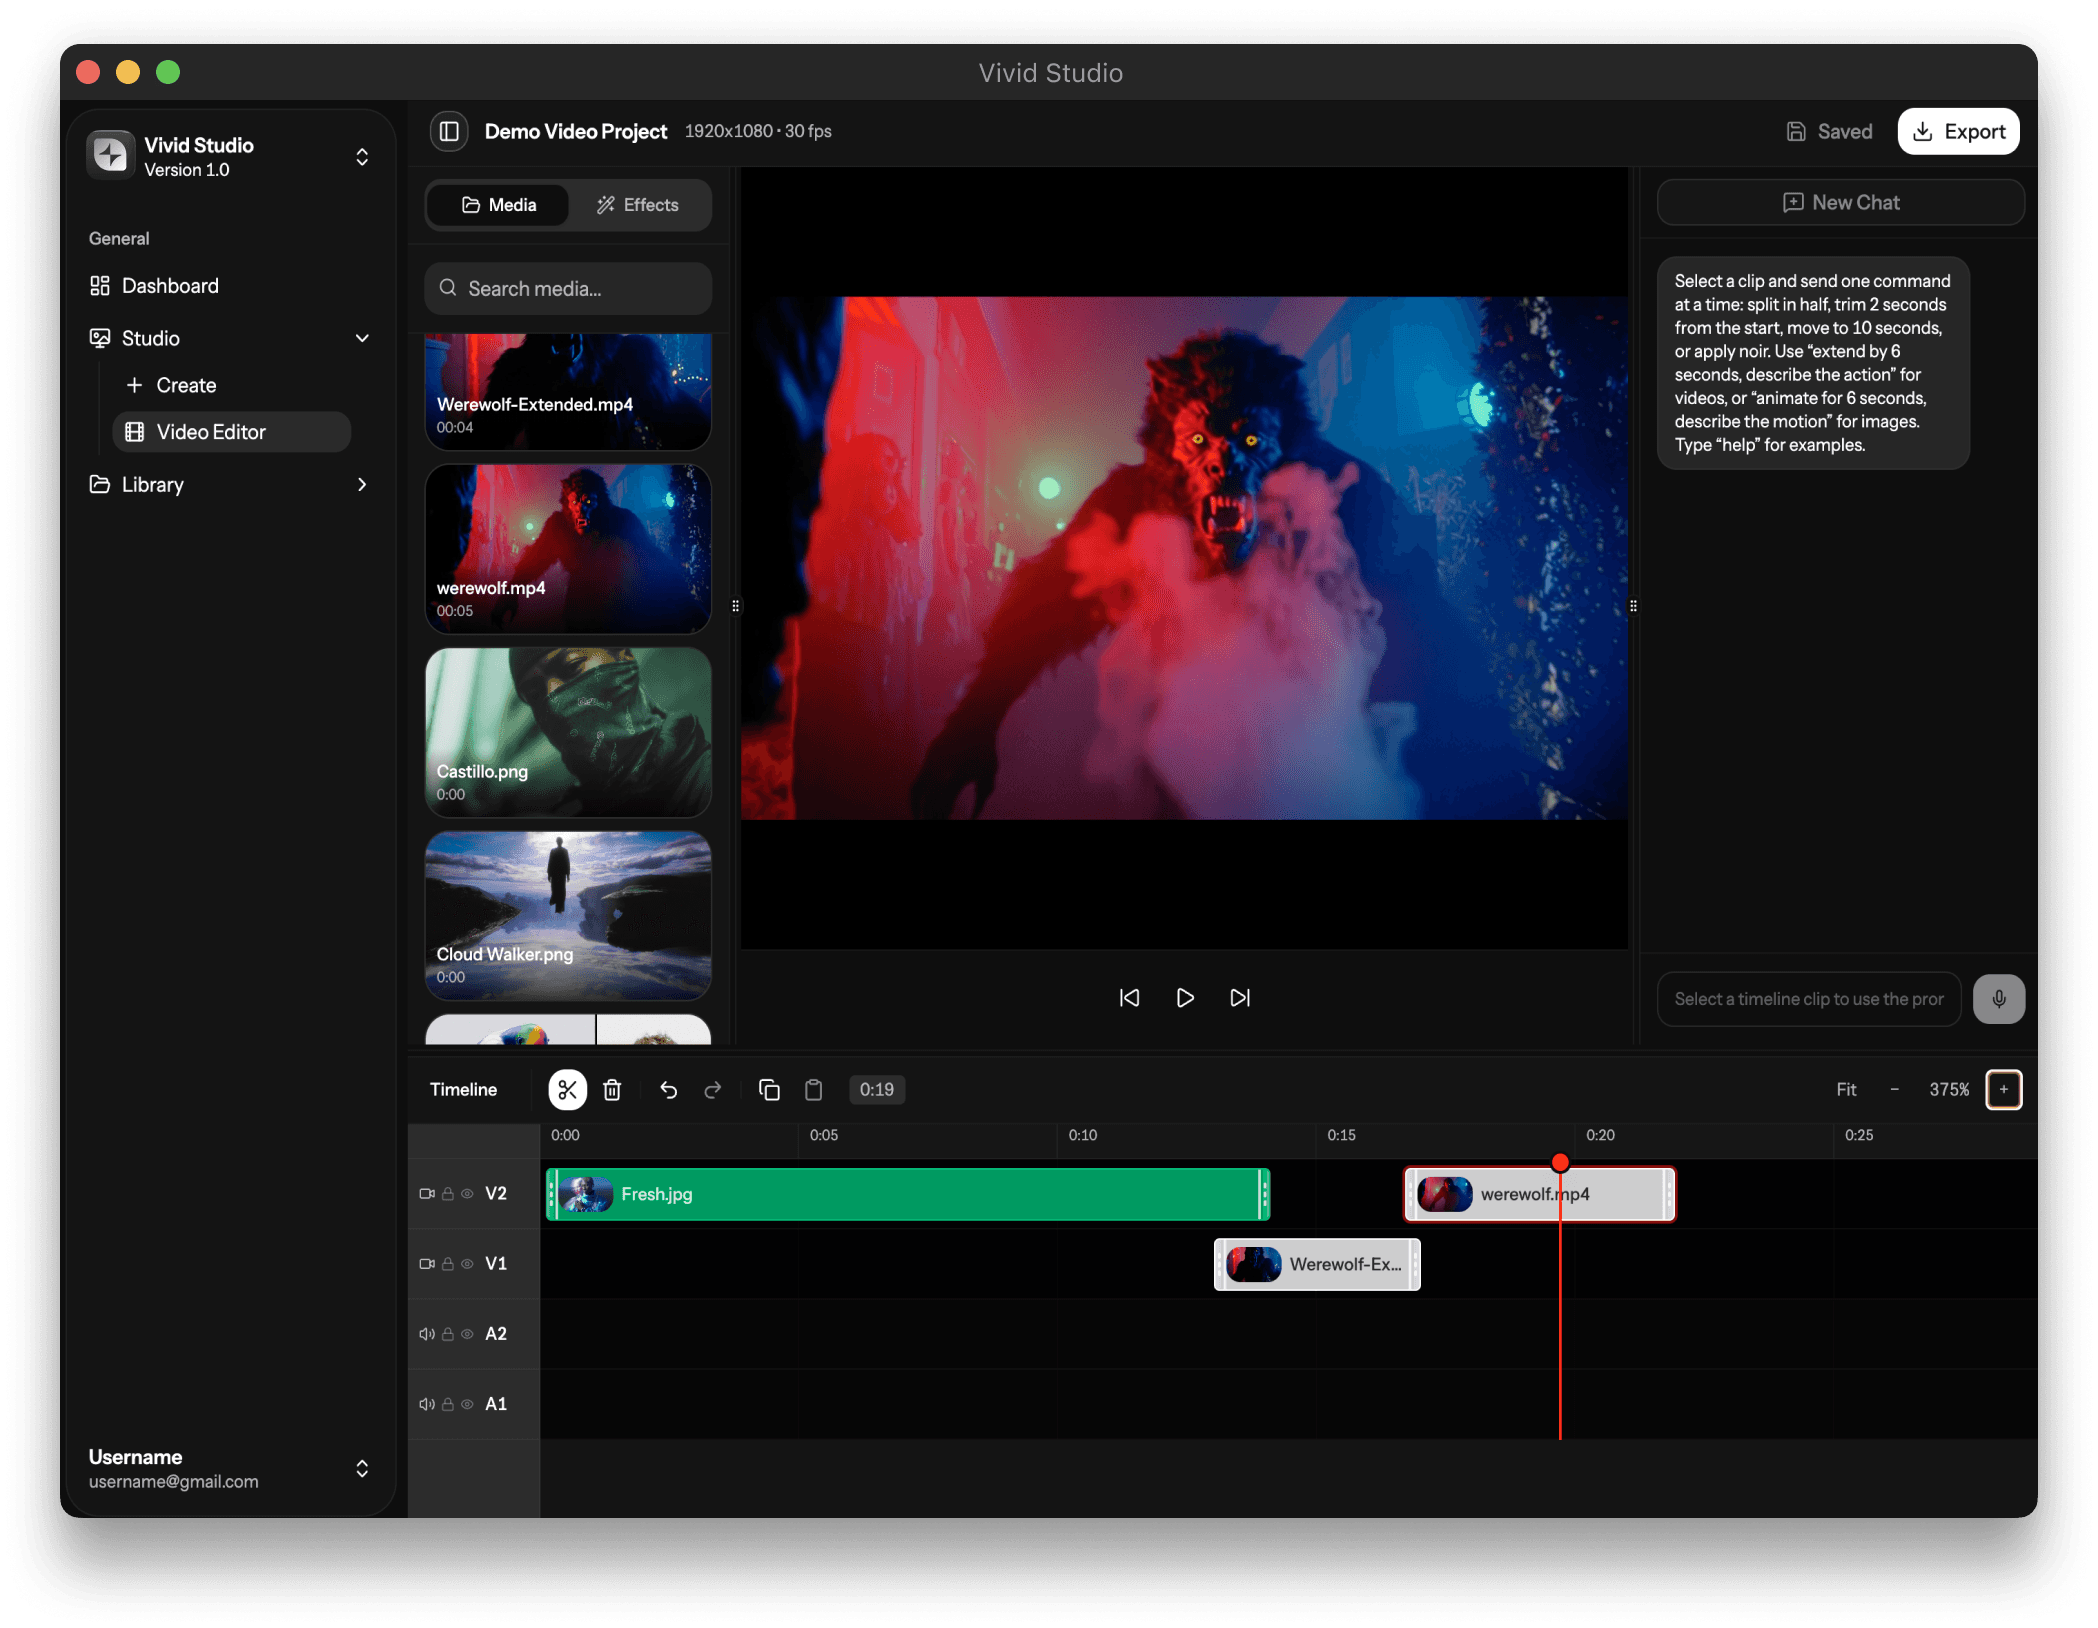 Vivid Studio
Vivid Studio
Version 1.0
General
Dashboard
Studio
Create
Video Editor
Library
Username
username@gmail.com
Demo Video Project 1920x1080 • 30 fps
Saved
Export
Media
Effects
Search media...
Werewolf-Extended.mp4
00:04
werewolf.mp4
00:05
Castillo.png
0:00
Cloud Walker.png
0:00
New Chat
Select a clip and send one command
at a time: split in half, trim 2 seconds
from the start, move to 10 seconds,
or apply noir. Use “extend by 6
seconds, describe the action” for
videos, or “animate for 6 seconds,
describe the motion” for images.
Type “help” for examples.
Select a timeline clip to use the pror
Timeline
0:19
Fit - 375% +
0:00 0:05 0:10 0:15 0:20 0:25
V2
Fresh.jpg
werewolf.mp4
V1
Werewolf-Ex...
A2
A1